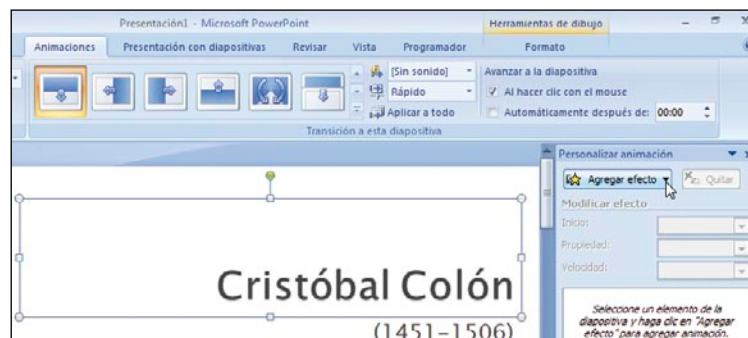 Presentación1 - Microsoft PowerPoint
Herramientas de dibujo
Animaciones Presentación con diapositivas Revisar Vista Programador Formato
[Sin sonido]
Rápido
Aplicar a todo
Avanzar a la diapositiva
Al hacer clic con el mouse
Automáticamente después de: 00:00
Transición a esta diapositiva
Personalizar animación
Agregar efecto
Quitar
Modificar efecto
Inicio:
Propiedad:
Velocidad:
Seleccione un elemento de la
diapositiva y haga clic en "Agregar
efecto" para agregar animación.
Cristóbal Colón
(1451-1506)